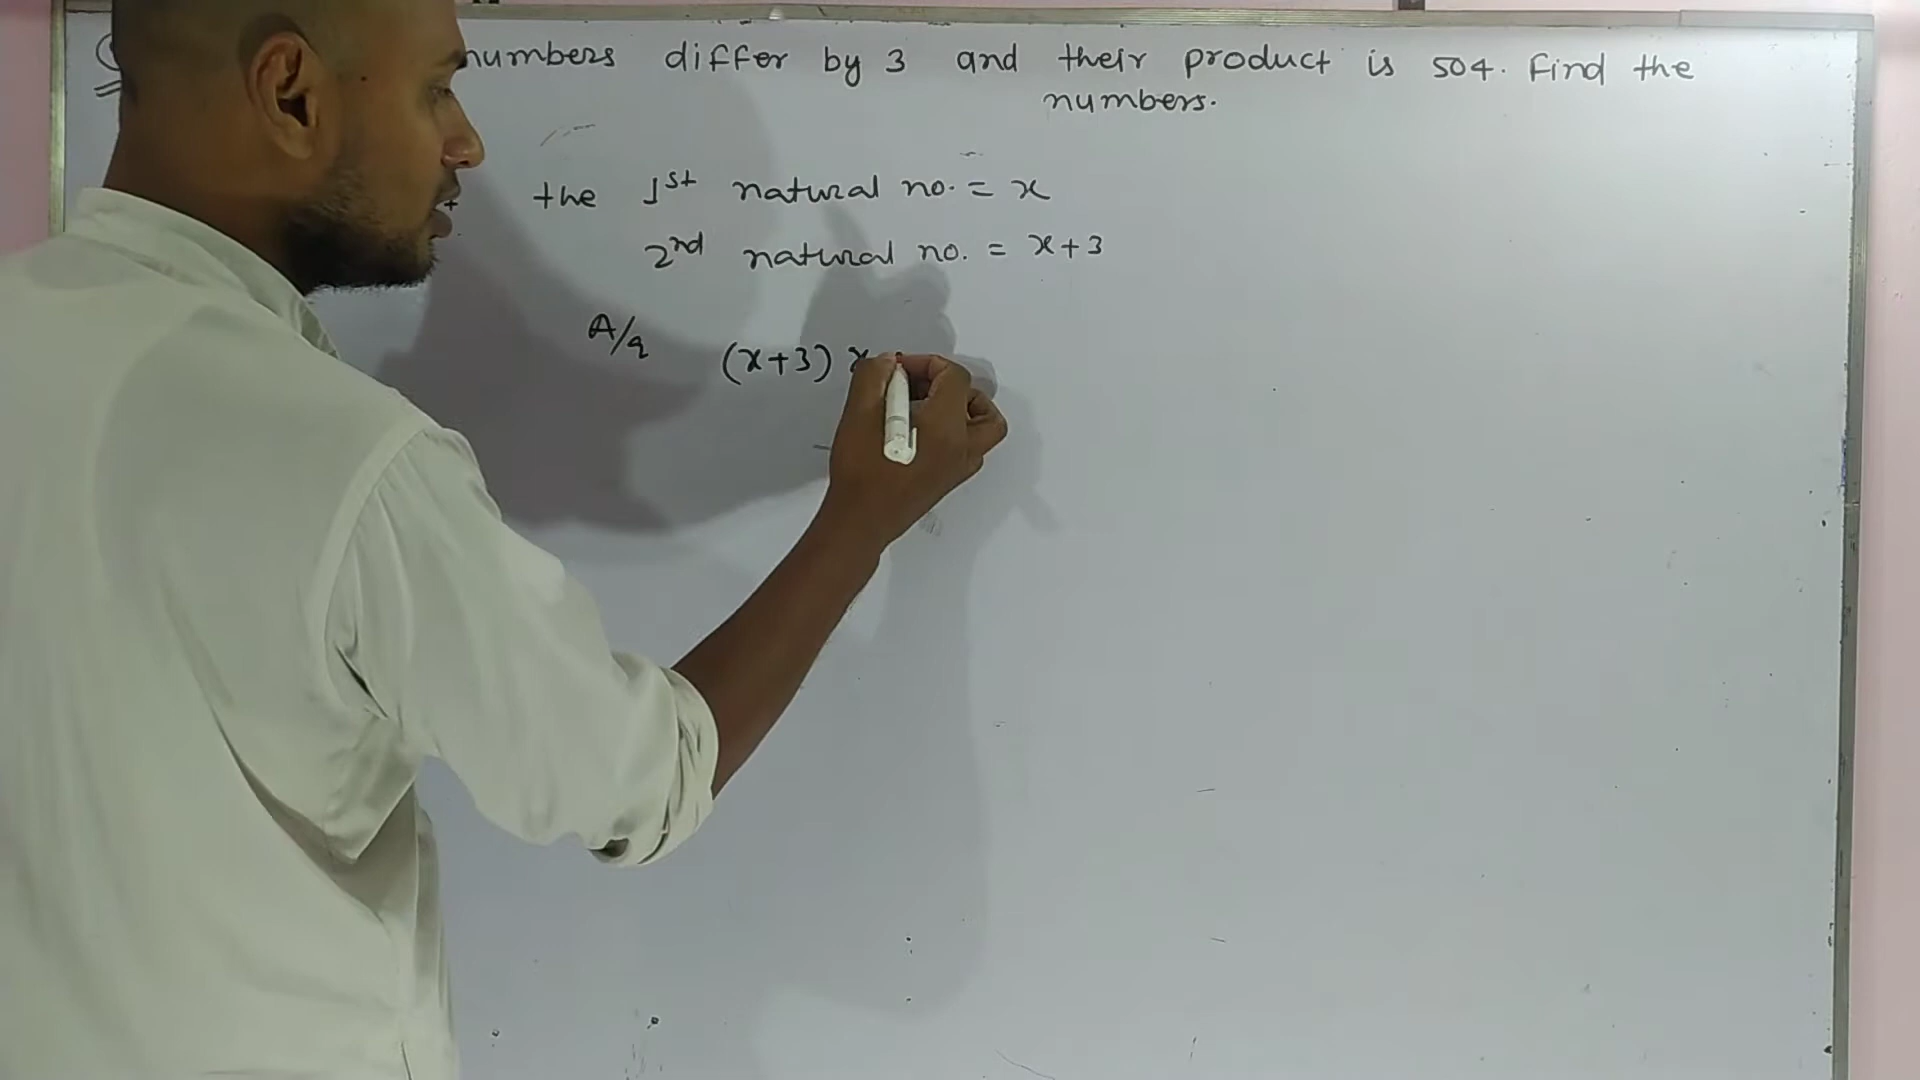 numbers differ by 3 and their product is 504. Find the
numbers.
the 1st natural no. = x
2nd natural no. = x+3
A/q (x+3) x